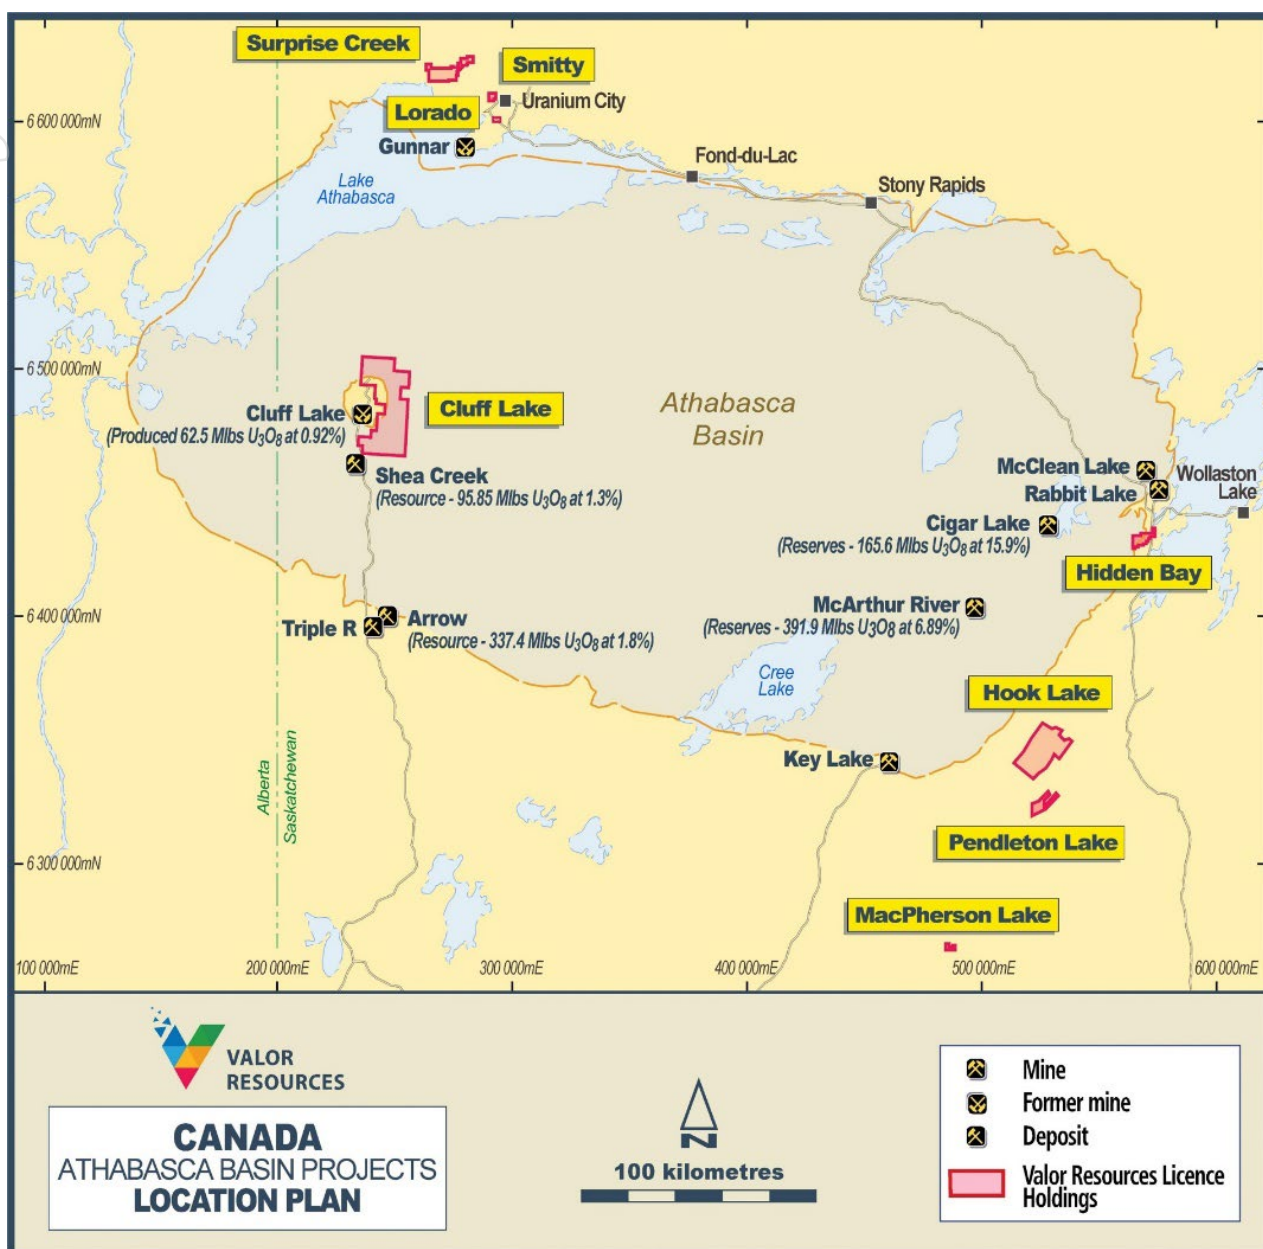 Surprise Creek
Smitty
Uranium City
Lorado
6 600 000mN
Gunnar
Fond-du-Lac
Lake
Athabasca
Stony Rapids
6 500 000mN
Cluff Lake
(Produced 62.5 Mlbs U₃O₈ at 0.92%)
Cluff Lake
Athabasca
Basin
Shea Creek
(Resource - 95.85 Mlbs U₃O₈ at 1.3%)
McClean Lake
Rabbit Lake
Wollaston
Lake
Cigar Lake
(Reserves - 165.6 Mlbs U₃O₈ at 15.9%)
Hidden Bay
6 400 000mN
Triple R
Arrow
(Resource - 337.4 Mlbs U₃O₈ at 1.8%)
McArthur River
(Reserves - 391.9 Mlbs U₃O₈ at 6.89%)
Cree
Lake
Hook Lake
Key Lake
Alberta
Saskatchewan
Pendleton Lake
6 300 000mN
MacPherson Lake
100 000mE
200 000mE
300 000mE
400 000mE
500 000mE
600 000mE
VALOR
RESOURCES
CANADA
ATHABASCA BASIN PROJECTS
LOCATION PLAN
N
100 kilometres
Mine
Former mine
Deposit
Valor Resources Licence
Holdings